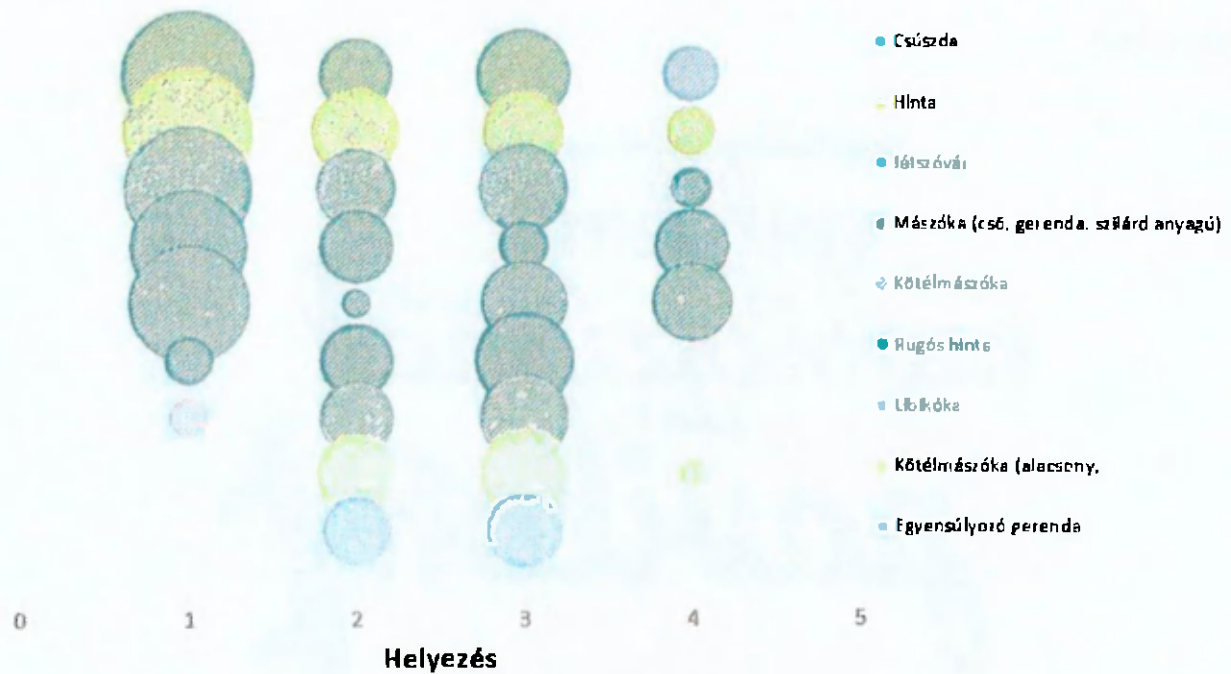 Csúszda
Hinta
Játszóvár
Mászóka (cső, gerenda, szilárd anyagú)
Kötélmászóka
Rugós hinta
Libikóka
Kötélmászóka (alacsony,
Egyensúlyozó gerenda
0 1 2 3 4 5
Helyezés